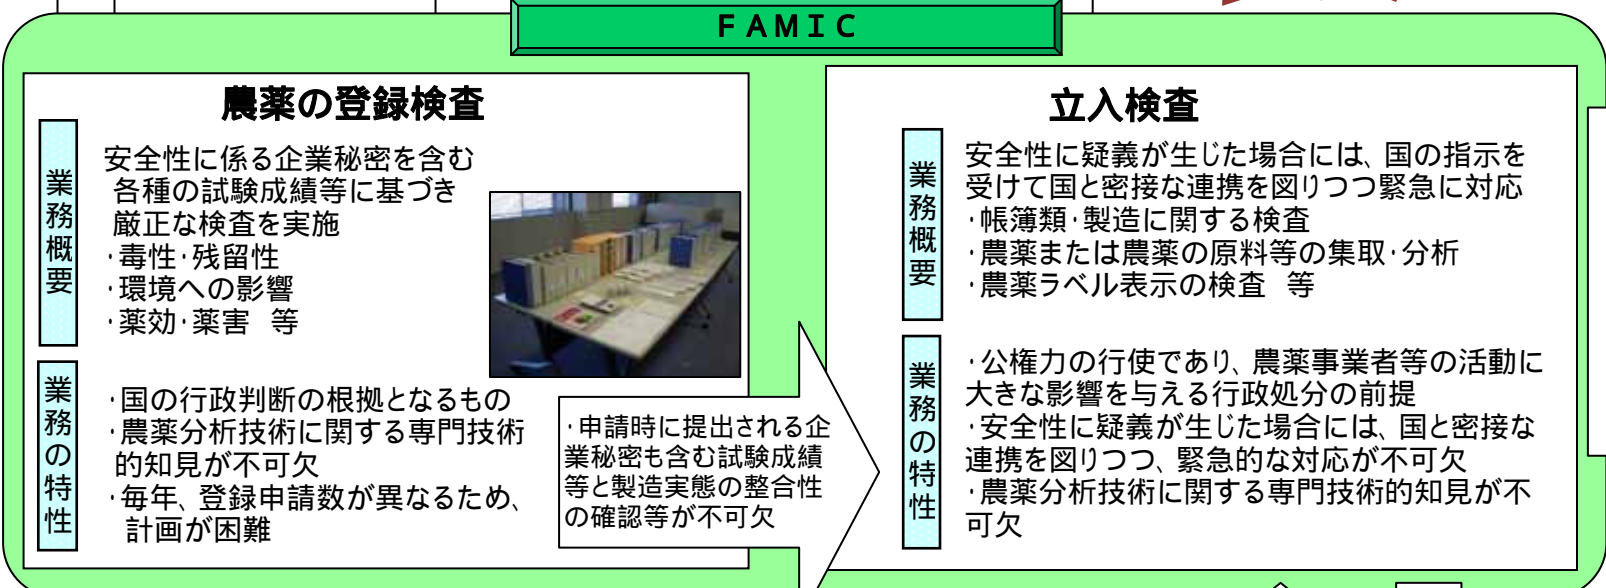 FAMIC
農薬の登録検査
業務概要
安全性に係る企業秘密を含む
各種の試験成績等に基づき
厳正な検査を実施
・毒性・残留性
・環境への影響
・薬効・薬害 等
業務の特性
・国の行政判断の根拠となるもの
・農薬分析技術に関する専門技術
的知見が不可欠
・毎年、登録申請数が異なるため、
計画が困難
・申請時に提出される企
業秘密も含む試験成績
等と製造実態の整合性
の確認等が不可欠
立入検査
業務概要
安全性に疑義が生じた場合には、国の指示を
受けて国と密接な連携を図りつつ緊急に対応
・帳簿類・製造に関する検査
・農薬または農薬の原料等の集取・分析
・農薬ラベル表示の検査 等
業務の特性
・公権力の行使であり、農薬事業者等の活動に
大きな影響を与える行政処分の前提
・安全性に疑義が生じた場合には、国と密接な
連携を図りつつ、緊急的な対応が不可欠
・農薬分析技術に関する専門技術的知見が不
可欠